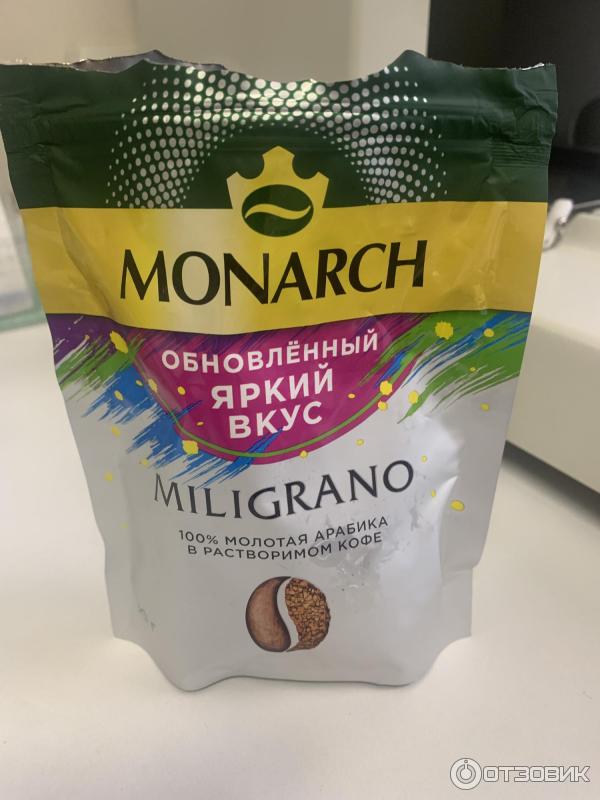 MONARCH
ОБНОВЛЁННЫЙ
ЯРКИЙ
ВКУС
MILIGRANO
100% МОЛОТАЯ АРАБИКА
В РАСТВОРИМОМ КОФЕ
ОТЗОВИК